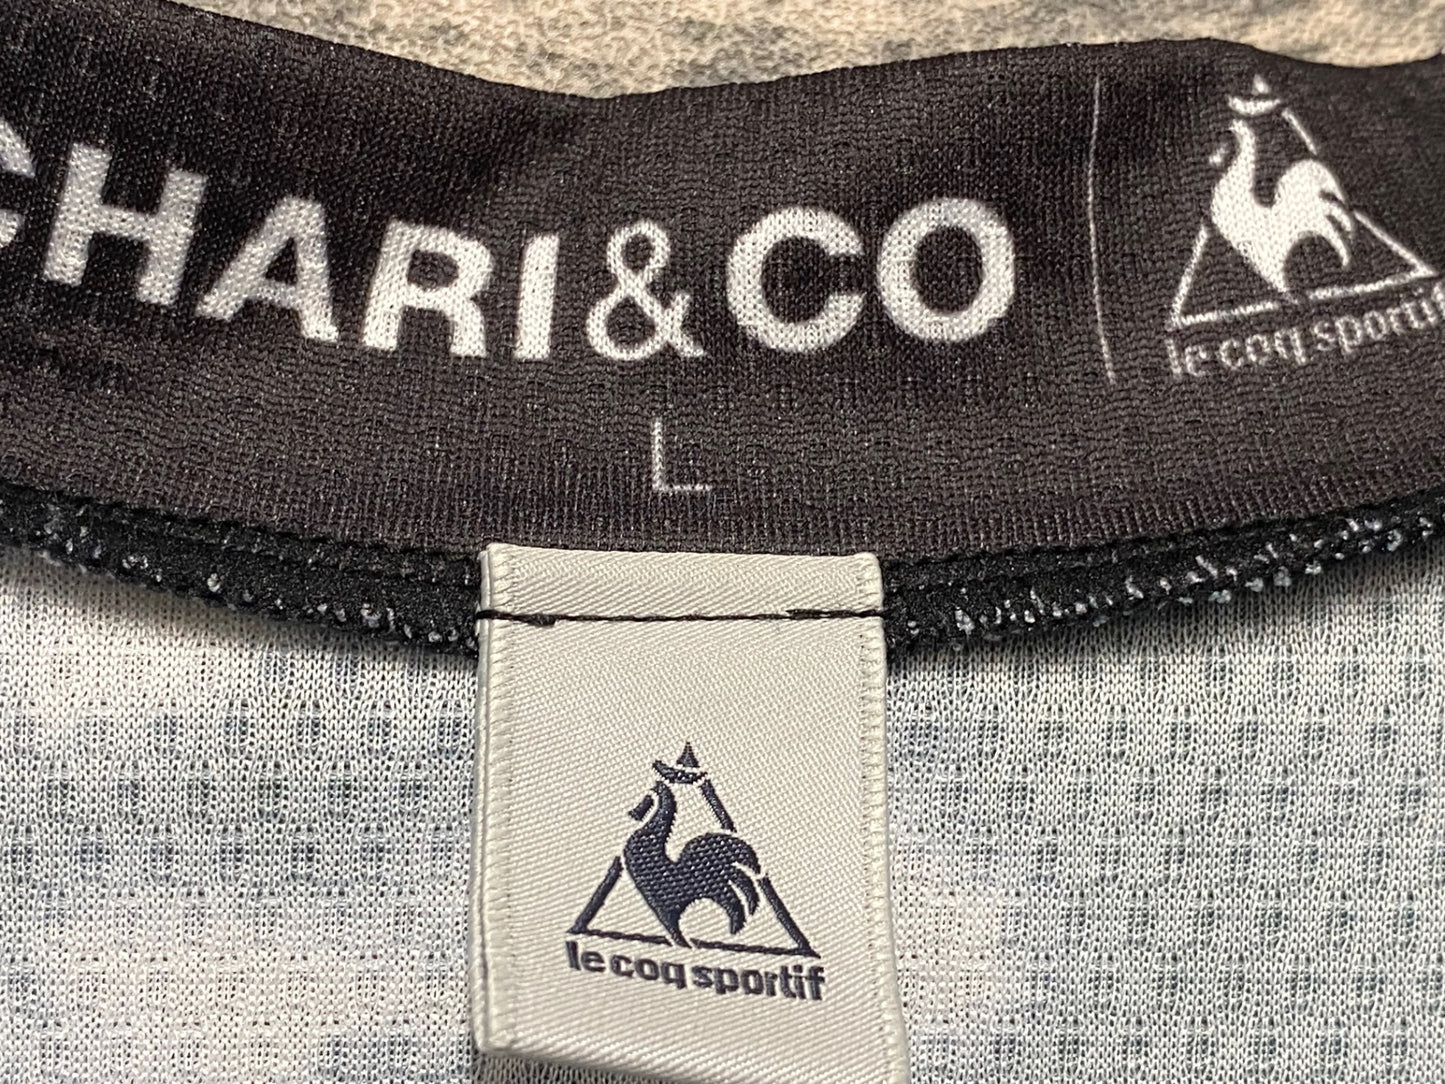 CHARI&CO
le coq sportif
L
le coq sportif